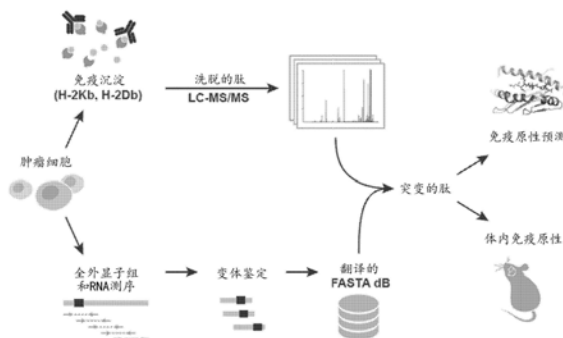 免疫沉淀
(H-2Kb, H-2Db)
洗脱的肽
LC-MS/MS
免疫原性预测
肿瘤细胞
突变的肽
全外显子组
和RNA测序
变体鉴定
翻译的
FASTA dB
体内免疫原性